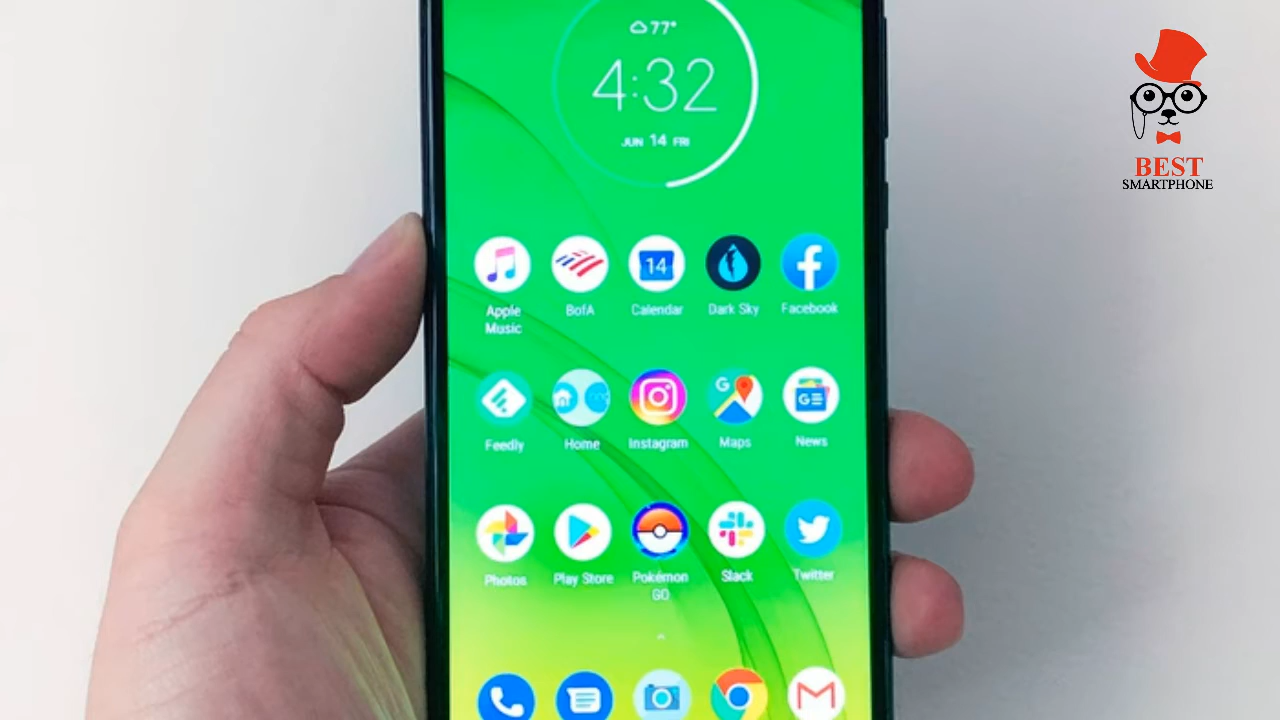 77°
4:32
JUN 14 FRI
BEST
SMARTPHONE
14
Apple
Music
BofA
Calendar
Dark Sky
Facebook
G
GE
Feedly
Home
Instagram
Maps
News
Photos
Play Store
Pokémon
GO
Slack
Twitter